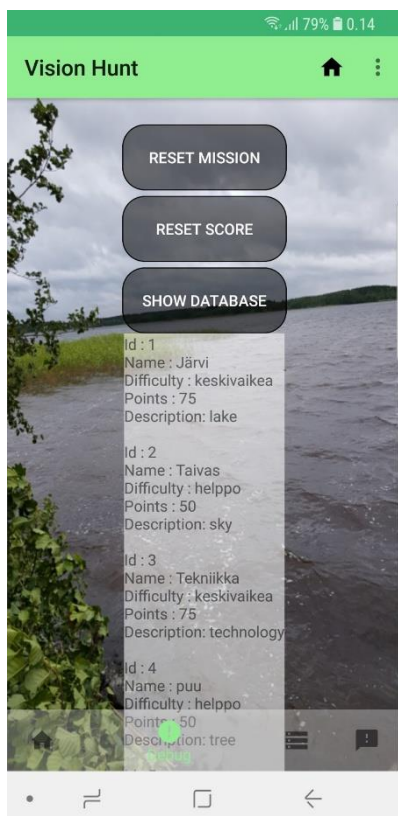 79% 0.14
Vision Hunt
RESET MISSION
RESET SCORE
SHOW DATABASE
Id : 1
Name : Järvi
Difficulty : keskivaikea
Points : 75
Description: lake
Id : 2
Name : Taivas
Difficulty : helppo
Points : 50
Description: sky
Id : 3
Name : Tekniikka
Difficulty : keskivaikea
Points : 75
Description: technology
Id : 4
Name : puu
Difficulty : helppo
Points : 50
Description: tree
Debug